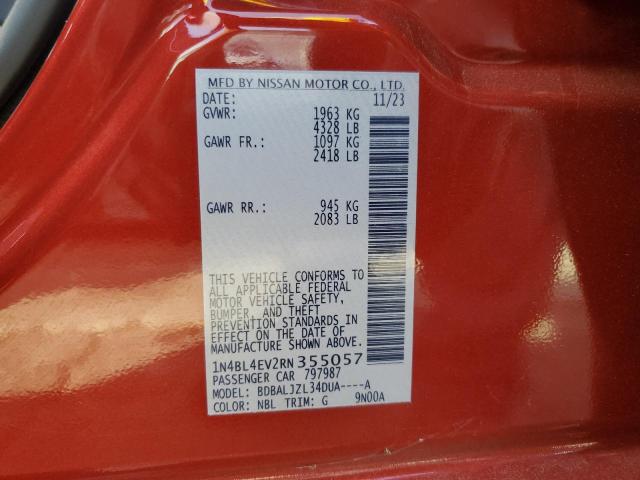 MFD BY NISSAN MOTOR CO., LTD.
DATE: 11/23
GVWR: 1963 KG
4328 LB
GAWR FR.: 1097 KG
2418 LB
GAWR RR.: 945 KG
2083 LB
THIS VEHICLE CONFORMS TO
ALL APPLICABLE FEDERAL
MOTOR VEHICLE SAFETY,
BUMPER, AND THEFT
PREVENTION STANDARDS IN
EFFECT ON THE DATE OF
MANUFACTURE SHOWN ABOVE.
1N4BL4EV2RN355057
PASSENGER CAR 797987
MODEL: BDBALJZL34DUA----A
COLOR: NBL TRIM: G 9N00A